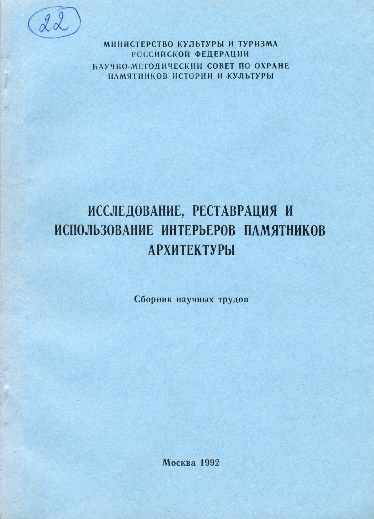 22
МИНИСТЕРСТВО КУЛЬТУРЫ И ТУРИЗМА
РОССИЙСКОЙ ФЕДЕРАЦИИ
НАУЧНО-МЕТОДИЧЕСКИЙ СОВЕТ ПО ОХРАНЕ
ПАМЯТНИКОВ ИСТОРИИ И КУЛЬТУРЫ
ИССЛЕДОВАНИЕ, РЕСТАВРАЦИЯ И
ИСПОЛЬЗОВАНИЕ ИНТЕРЬЕРОВ ПАМЯТНИКОВ
АРХИТЕКТУРЫ
Сборник научных трудов
Москва 1992